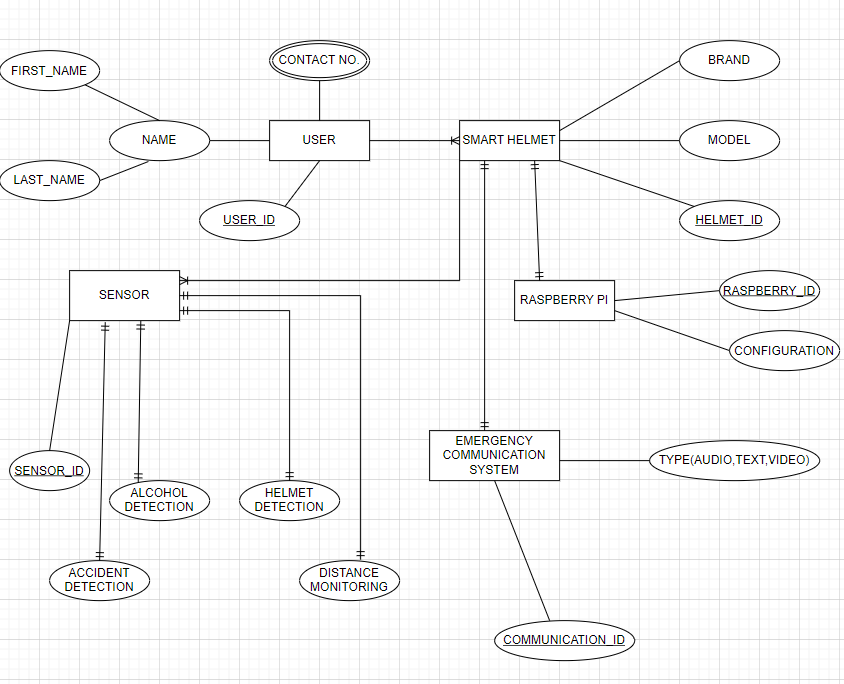 CONTACT NO.
BRAND
FIRST_NAME
NAME
USER
SMART HELMET
MODEL
LAST_NAME
USER_ID
HELMET_ID
SENSOR
RASPBERRY PI
RASPBERRY_ID
CONFIGURATION
EMERGENCY
COMMUNICATION
SYSTEM
TYPE(AUDIO,TEXT,VIDEO)
SENSOR_ID
ALCOHOL
DETECTION
HELMET
DETECTION
ACCIDENT
DETECTION
DISTANCE
MONITORING
COMMUNICATION_ID